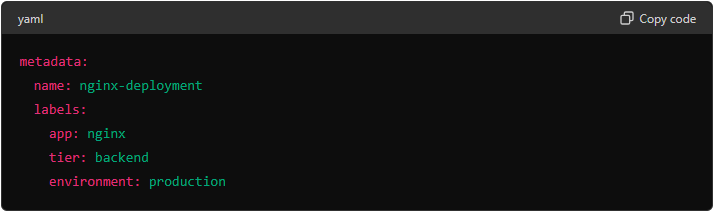 yaml Copy code
metadata:
  name: nginx-deployment
  labels:
    app: nginx
    tier: backend
    environment: production